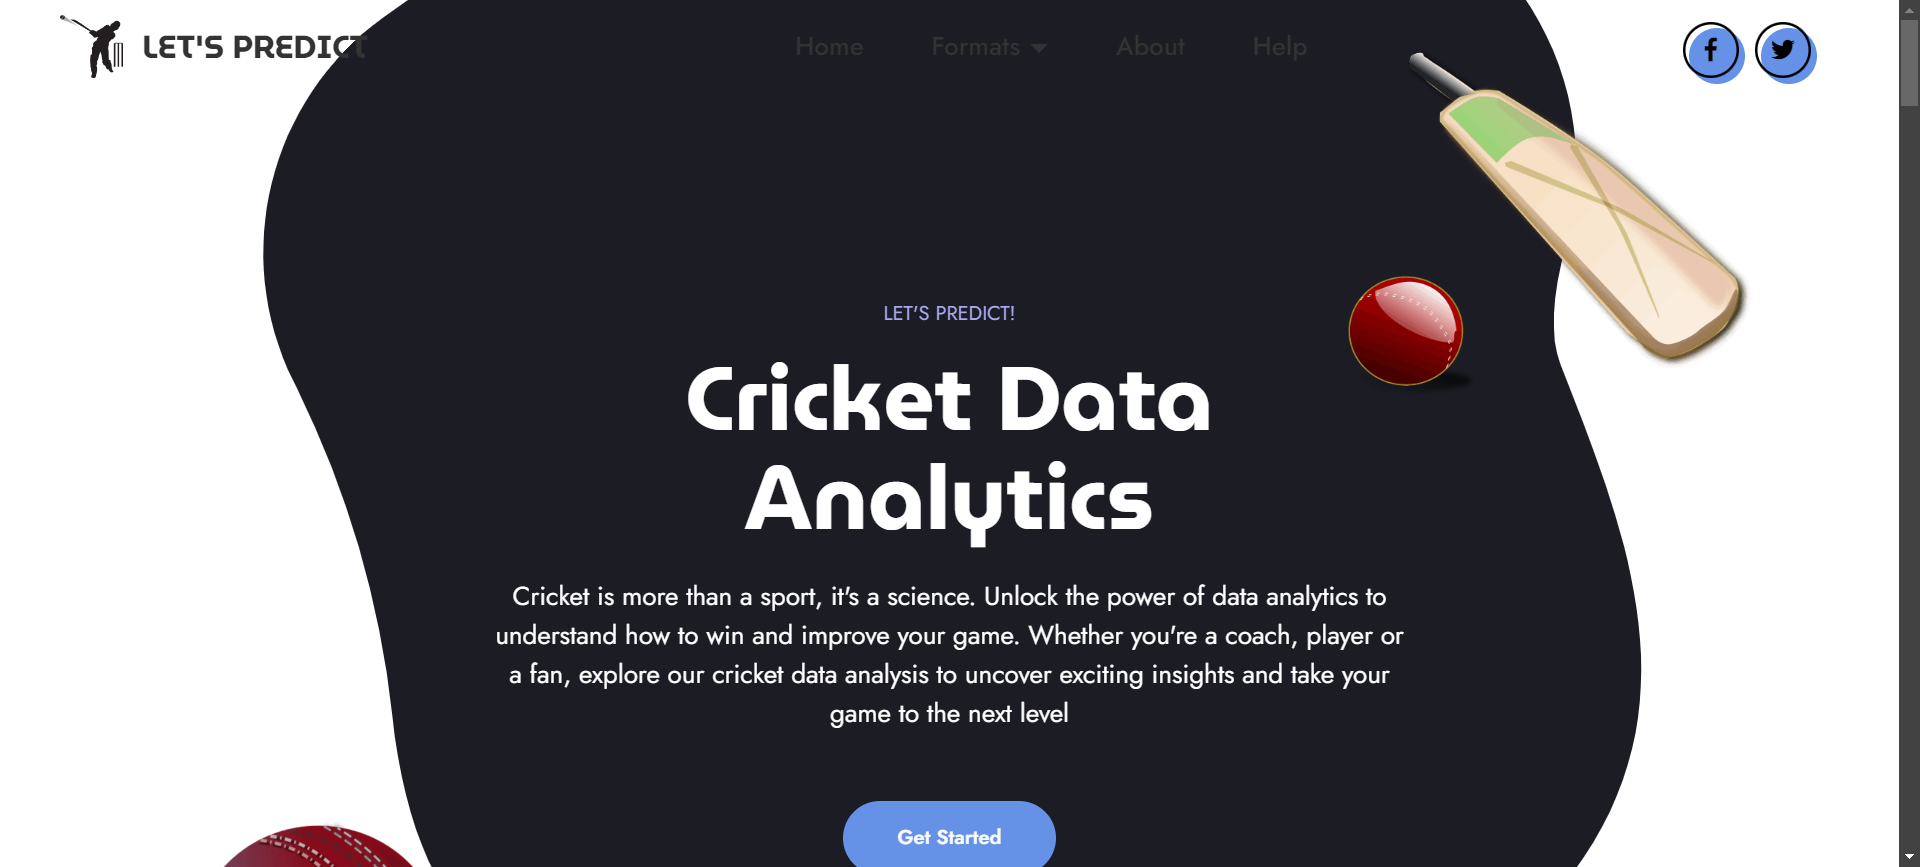 LET'S PREDICT
Home Formats About Help
LET'S PREDICT!
Cricket Data
Analytics
Cricket is more than a sport, it's a science. Unlock the power of data analytics to
understand how to win and improve your game. Whether you're a coach, player or
a fan, explore our cricket data analysis to uncover exciting insights and take your
game to the next level
Get Started